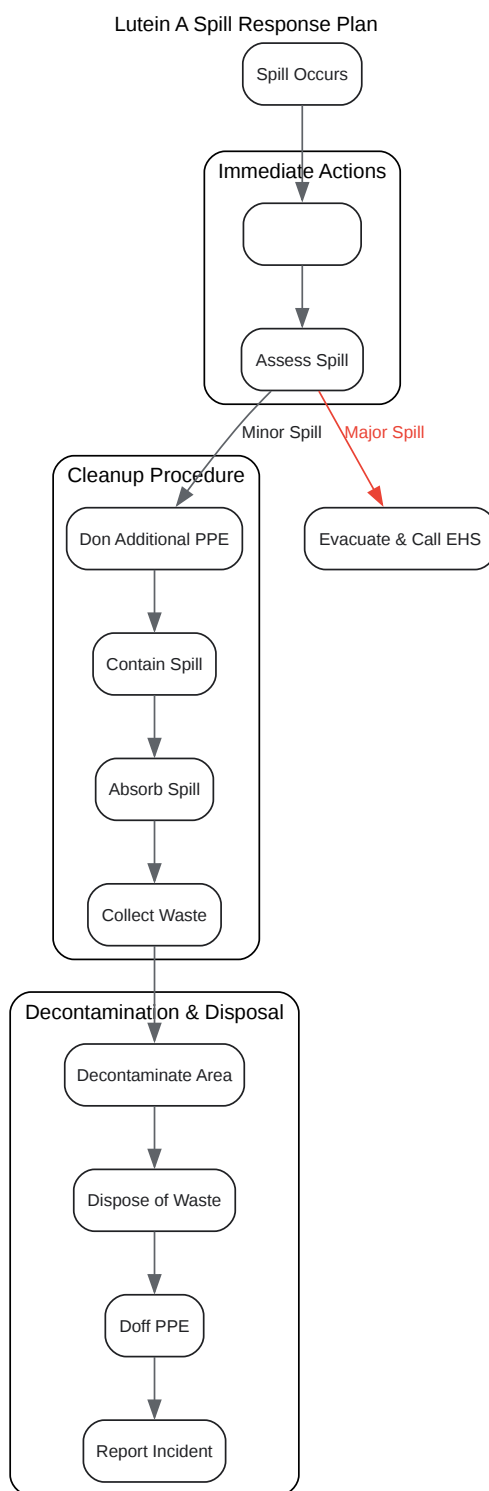 Lutein A Spill Response Plan
Spill Occurs
Immediate Actions
Assess Spill
Minor Spill
Major Spill
Cleanup Procedure
Don Additional PPE
Evacuate & Call EHS
Contain Spill
Absorb Spill
Collect Waste
Decontamination & Disposal
Decontaminate Area
Dispose of Waste
Doff PPE
Report Incident